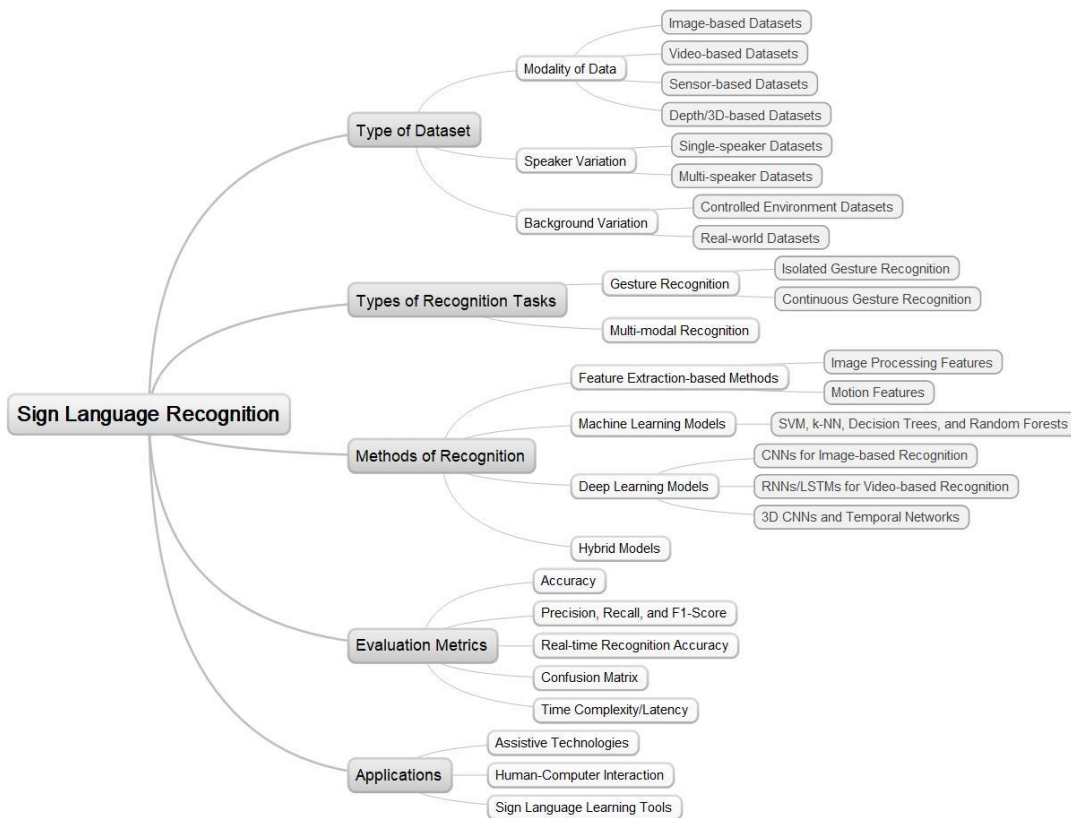 Sign Language Recognition
Type of Dataset
Modality of Data
Image-based Datasets
Video-based Datasets
Sensor-based Datasets
Depth/3D-based Datasets
Speaker Variation
Single-speaker Datasets
Multi-speaker Datasets
Background Variation
Controlled Environment Datasets
Real-world Datasets
Types of Recognition Tasks
Gesture Recognition
Isolated Gesture Recognition
Continuous Gesture Recognition
Multi-modal Recognition
Methods of Recognition
Feature Extraction-based Methods
Image Processing Features
Motion Features
Machine Learning Models
SVM, k-NN, Decision Trees, and Random Forests
Deep Learning Models
CNNs for Image-based Recognition
RNNs/LSTMs for Video-based Recognition
3D CNNs and Temporal Networks
Hybrid Models
Evaluation Metrics
Accuracy
Precision, Recall, and F1-Score
Real-time Recognition Accuracy
Confusion Matrix
Time Complexity/Latency
Applications
Assistive Technologies
Human-Computer Interaction
Sign Language Learning Tools